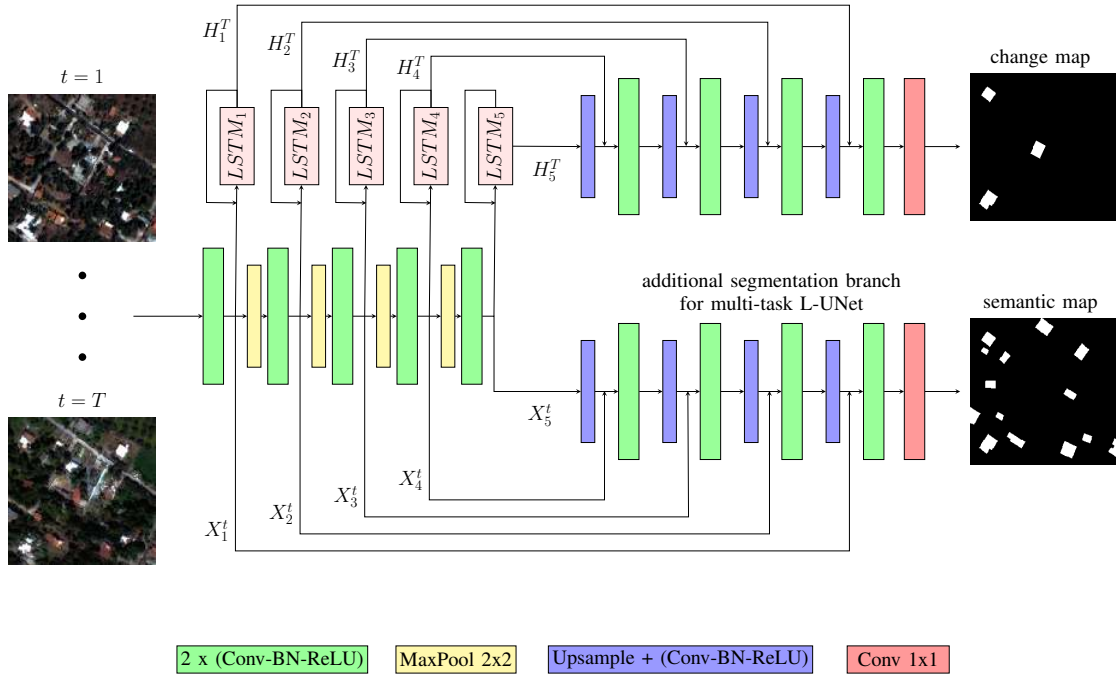 $H_1^T$
$H_2^T$
$H_3^T$
$H_4^T$
$t = 1$
change map
$LSTM_1$
$LSTM_2$
$LSTM_3$
$LSTM_4$
$LSTM_5$
$H_5^T$
additional segmentation branch
for multi-task L-UNet
semantic map
$t = T$
$X_5^t$
$X_4^t$
$X_3^t$
$X_2^t$
$X_1^t$
2 x (Conv-BN-ReLU)
MaxPool 2x2
Upsample + (Conv-BN-ReLU)
Conv 1x1